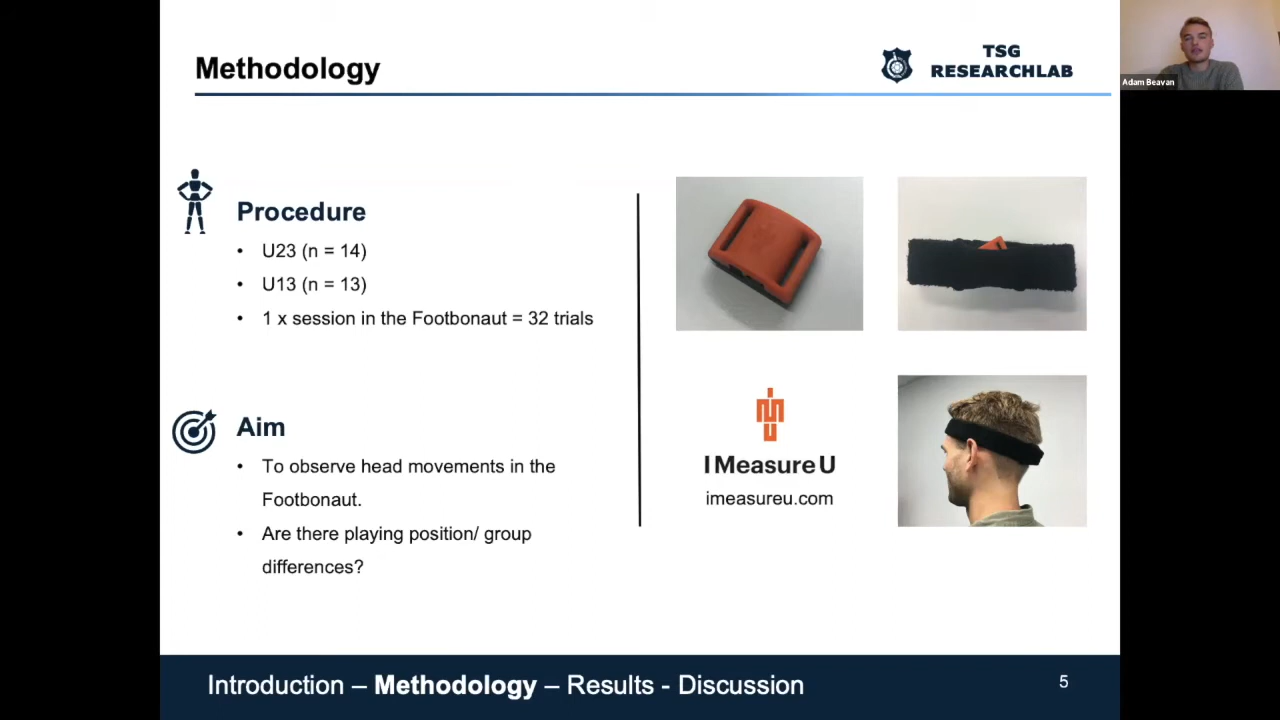 Methodology
TSG
RESEARCHLAB
Adam Beavan
Procedure
• U23 (n = 14)
• U13 (n = 13)
• 1 x session in the Footbonaut = 32 trials
Aim
• To observe head movements in the
Footbonaut.
• Are there playing position/ group
differences?
IMeasureU
imeasureu.com
Introduction – Methodology – Results - Discussion
5